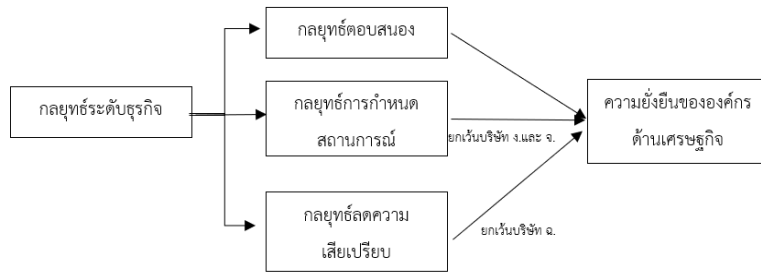 กลยุทธ์ตอบสนอง
กลยุทธ์ระดับธุรกิจ
กลยุทธ์การกำหนด
สถานการณ์
ยกเว้นบริษัท ง.และ จ.
ความยั่งยืนขององค์กร
ด้านเศรษฐกิจ
กลยุทธ์ลดความ
เสียเปรียบ
ยกเว้นบริษัท ฉ.